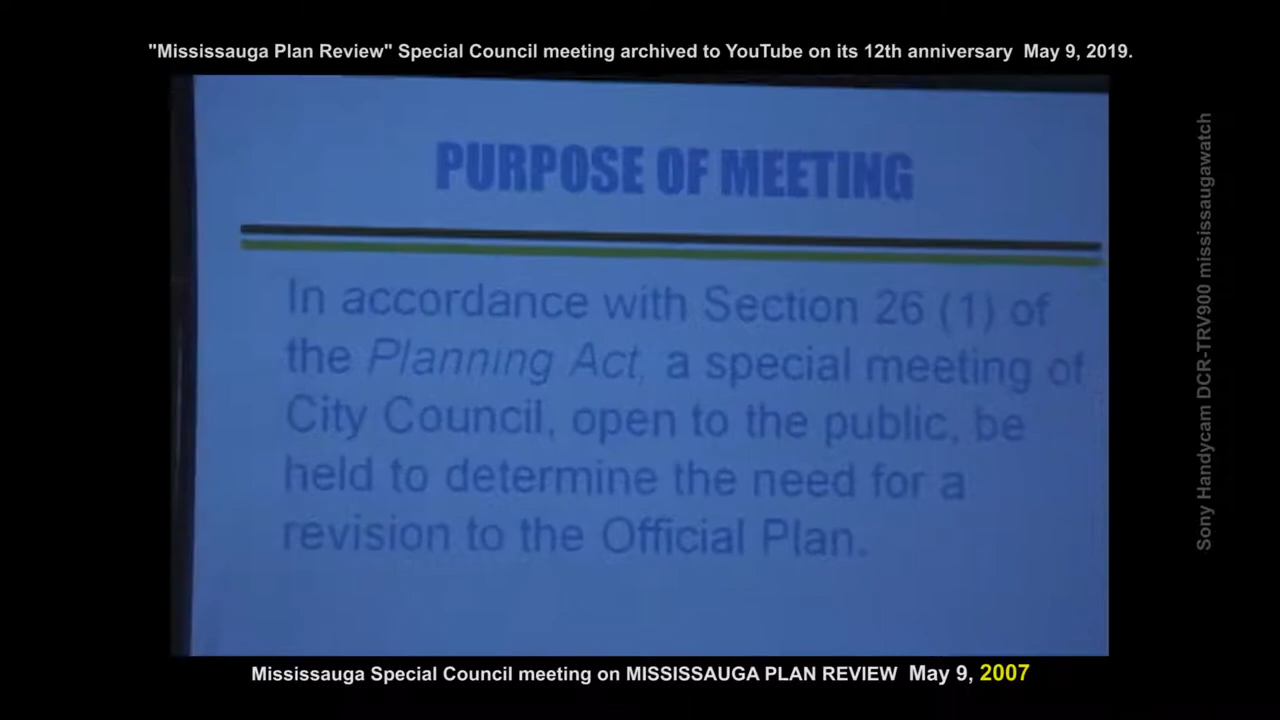 "Mississauga Plan Review" Special Council meeting archived to YouTube on its 12th anniversary May 9, 2019.
PURPOSE OF MEETING
In accordance with Section 26 (1) of
the Planning Act, a special meeting of
City Council, open to the public, be
held to determine the need for a
revision to the Official Plan.
Mississauga Special Council meeting on MISSISSAUGA PLAN REVIEW May 9, 2007
Sony Handycam DCR-TRV900 mississaugawatch